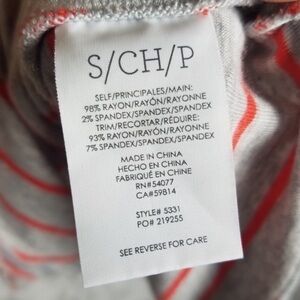 S/CH/P
SELF/PRINCIPALES/MAIN:
98% RAYON/RAYÓN/RAYONNE
2% SPANDEX/SPANDEX/SPANDEX
TRIM/RECORTAR/RÉDUIRE:
93% RAYON/RAYÓN/RAYONNE
7% SPANDEX/SPANDEX/SPANDEX
MADE IN CHINA
HECHO EN CHINA
FABRIQUÉ EN CHINE
RN#54077
CA#59814
STYLE# 5331
PO# 219255
SEE REVERSE FOR CARE